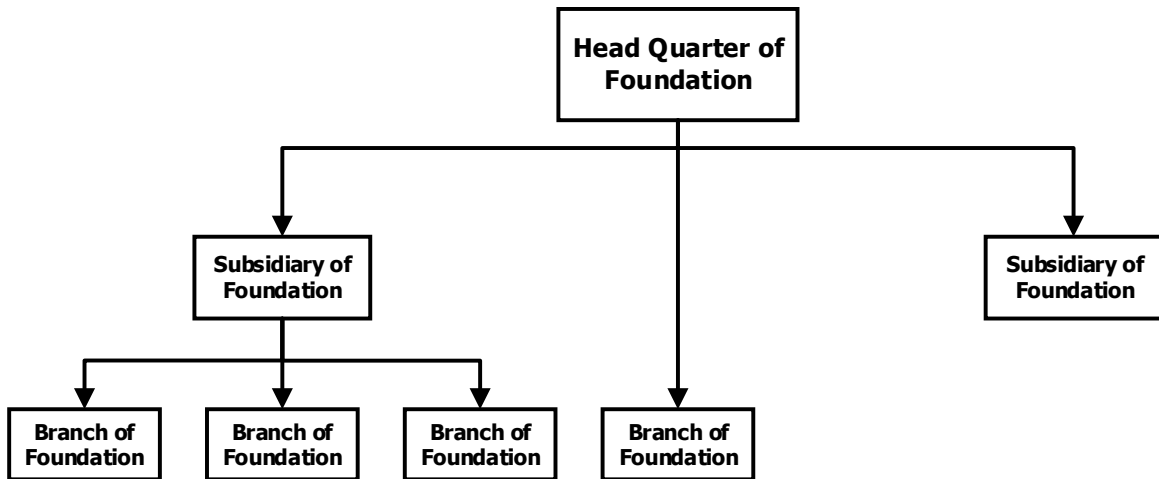 Head Quarter of
Foundation
Subsidiary of
Foundation
Subsidiary of
Foundation
Branch of
Foundation
Branch of
Foundation
Branch of
Foundation
Branch of
Foundation